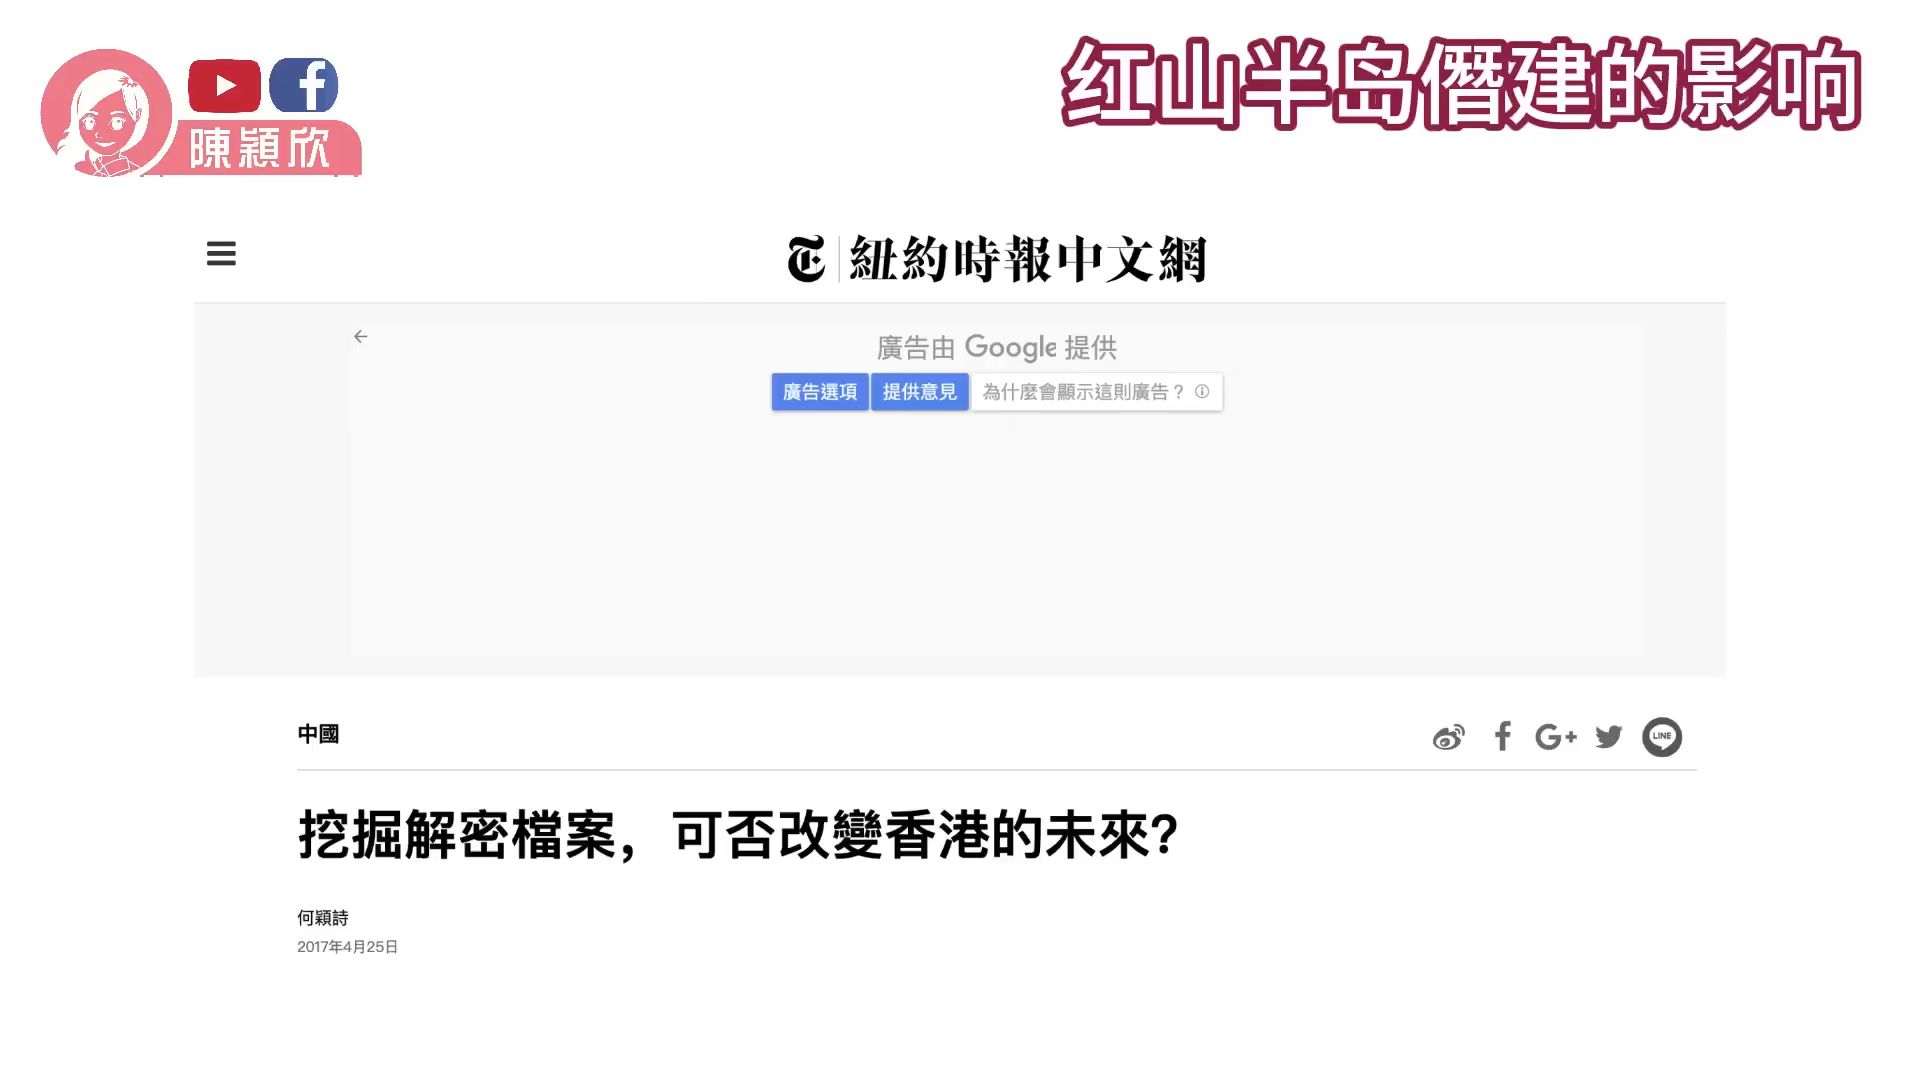 红山半岛僭建的影响
陳穎欣
紐約時報中文網
廣告由 Google 提供
廣告選項 提供意見 為什麼會顯示這則廣告？
中國
G+ LINE
挖掘解密檔案，可否改變香港的未來？
何穎詩
2017年4月25日